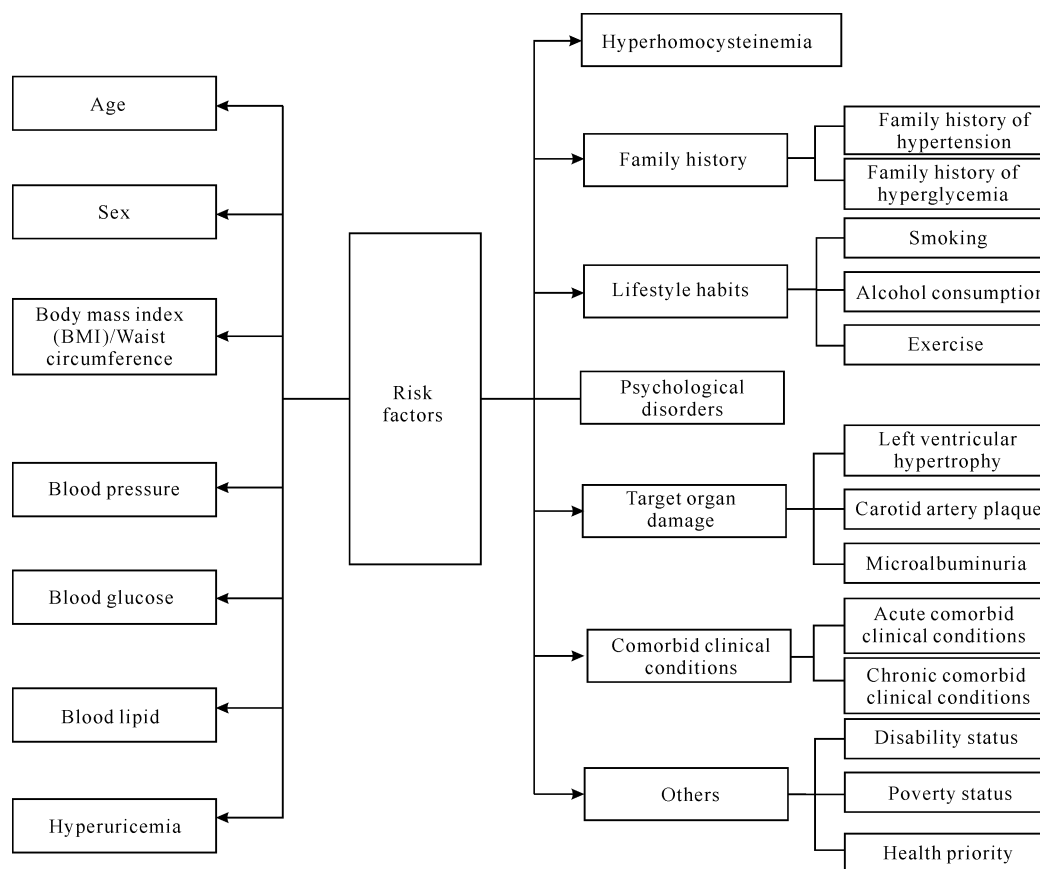 Age
Sex
Body mass index
(BMI)/Waist
circumference
Blood pressure
Blood glucose
Blood lipid
Hyperuricemia
Risk
factors
Hyperhomocysteinemia
Family history
Family history of
hypertension
Family history of
hyperglycemia
Lifestyle habits
Smoking
Alcohol consumption
Exercise
Psychological
disorders
Target organ
damage
Left ventricular
hypertrophy
Carotid artery plaque
Microalbuminuria
Comorbid clinical
conditions
Acute comorbid
clinical conditions
Chronic comorbid
clinical conditions
Others
Disability status
Poverty status
Health priority